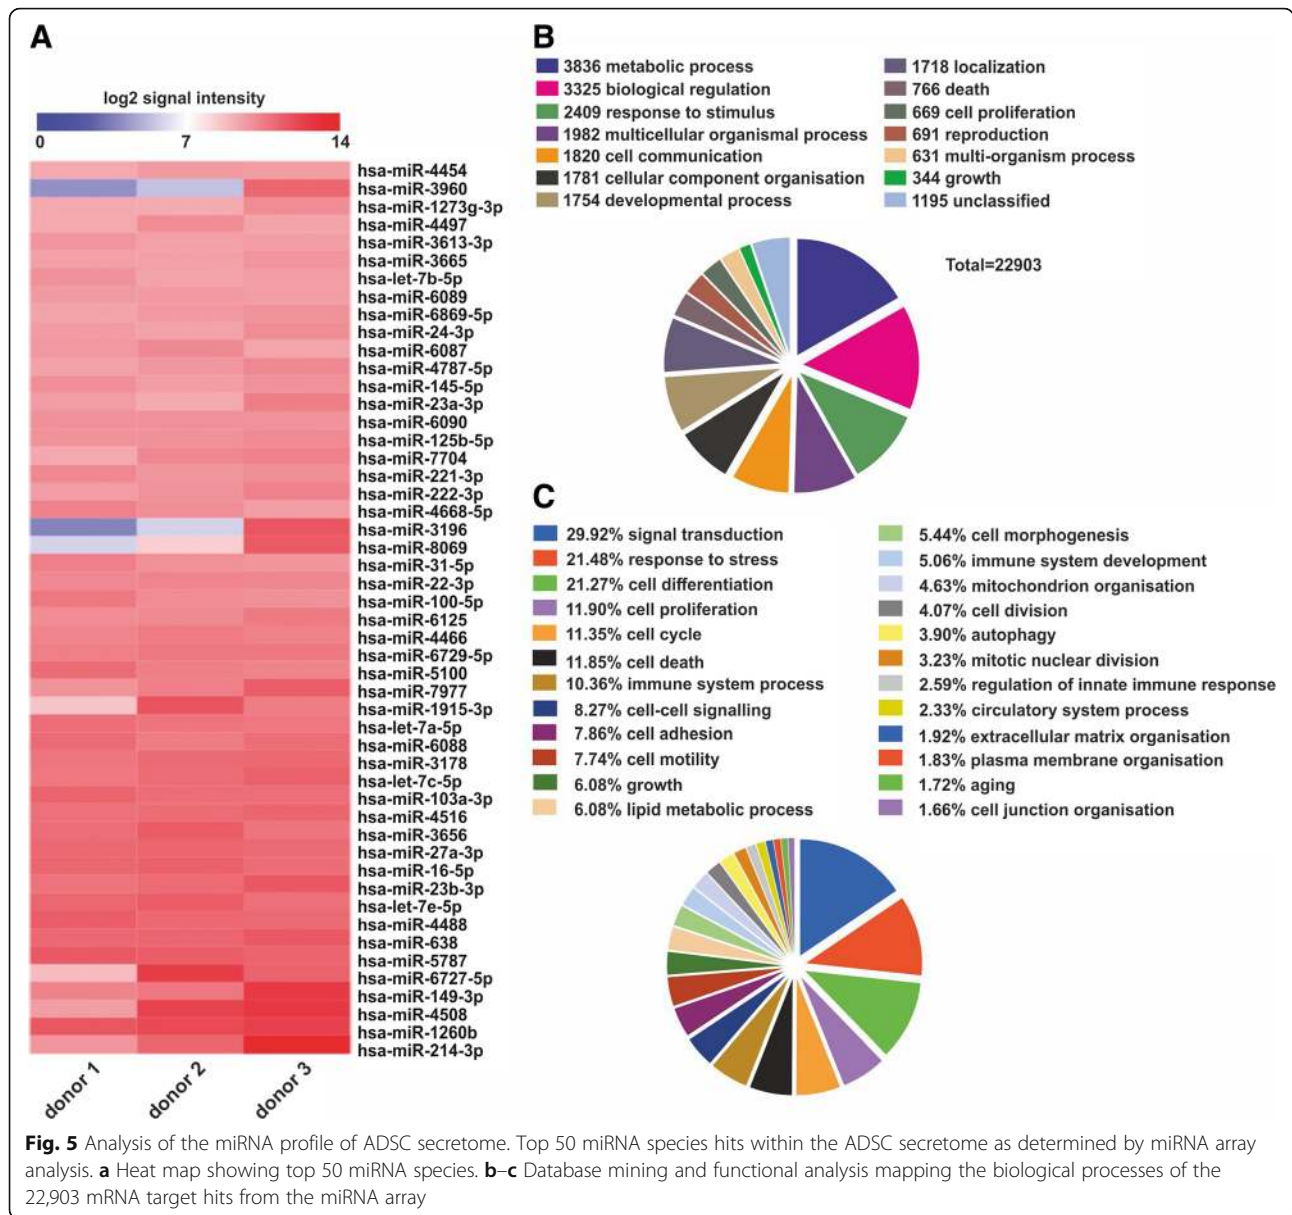 A
log2 signal intensity
0 7 14
hsa-miR-4454
hsa-miR-3960
hsa-miR-1273g-3p
hsa-miR-4497
hsa-miR-3613-3p
hsa-miR-3665
hsa-let-7b-5p
hsa-miR-6089
hsa-miR-6869-5p
hsa-miR-24-3p
hsa-miR-6087
hsa-miR-4787-5p
hsa-miR-145-5p
hsa-miR-23a-3p
hsa-miR-6090
hsa-miR-125b-5p
hsa-miR-7704
hsa-miR-221-3p
hsa-miR-222-3p
hsa-miR-4668-5p
hsa-miR-3196
hsa-miR-8069
hsa-miR-31-5p
hsa-miR-22-3p
hsa-miR-100-5p
hsa-miR-6125
hsa-miR-4466
hsa-miR-6729-5p
hsa-miR-5100
hsa-miR-7977
hsa-miR-1915-3p
hsa-let-7a-5p
hsa-miR-6088
hsa-miR-3178
hsa-let-7c-5p
hsa-miR-103a-3p
hsa-miR-4516
hsa-miR-3656
hsa-miR-27a-3p
hsa-miR-16-5p
hsa-miR-23b-3p
hsa-let-7e-5p
hsa-miR-4488
hsa-miR-638
hsa-miR-5787
hsa-miR-6727-5p
hsa-miR-149-3p
hsa-miR-4508
hsa-miR-1260b
hsa-miR-214-3p
donor 1
donor 2
donor 3
B
3836 metabolic process
3325 biological regulation
2409 response to stimulus
1982 multicellular organismal process
1820 cell communication
1781 cellular component organisation
1754 developmental process
1718 localization
766 death
669 cell proliferation
691 reproduction
631 multi-organism process
344 growth
1195 unclassified
Total=22903
C
29.92% signal transduction
21.48% response to stress
21.27% cell differentiation
11.90% cell proliferation
11.35% cell cycle
11.85% cell death
10.36% immune system process
8.27% cell-cell signalling
7.86% cell adhesion
7.74% cell motility
6.08% growth
6.08% lipid metabolic process
5.44% cell morphogenesis
5.06% immune system development
4.63% mitochondrion organisation
4.07% cell division
3.90% autophagy
3.23% mitotic nuclear division
2.59% regulation of innate immune response
2.33% circulatory system process
1.92% extracellular matrix organisation
1.83% plasma membrane organisation
1.72% aging
1.66% cell junction organisation
Fig. 5 Analysis of the miRNA profile of ADSC secretome. Top 50 miRNA species hits within the ADSC secretome as determined by miRNA array
analysis. a Heat map showing top 50 miRNA species. b–c Database mining and functional analysis mapping the biological processes of the
22,903 mRNA target hits from the miRNA array